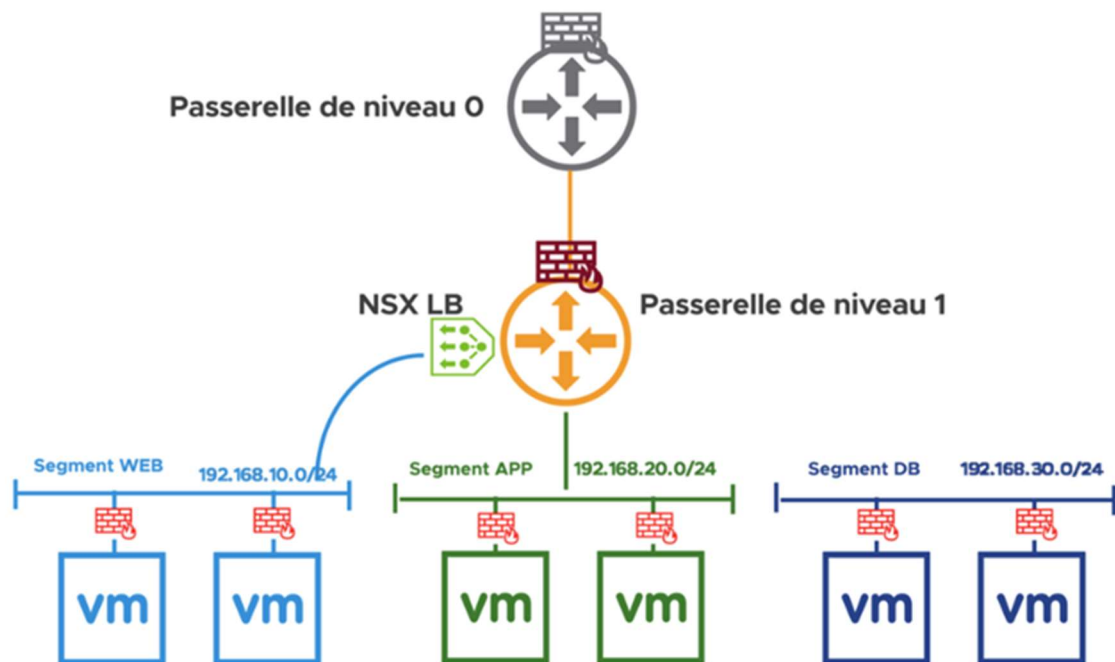 Passerelle de niveau 0
NSX LB
Passerelle de niveau 1
Segment WEB
192.168.10.0/24
Segment APP
192.168.20.0/24
Segment DB
192.168.30.0/24
vm
vm
vm
vm
vm
vm